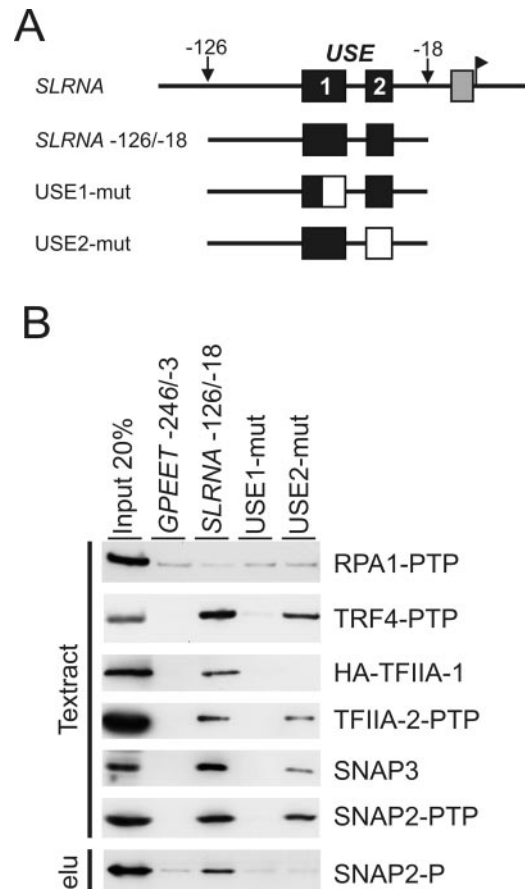 A
-126
USE
-18
SLRNA
1
2
SLRNA -126/-18
USE1-mut
USE2-mut
B
Input 20%
GPEET -246/-3
SLRNA -126/-18
USE1-mut
USE2-mut
Textract
RPA1-PTP
TRF4-PTP
HA-TFIIA-1
TFIIA-2-PTP
SNAP3
SNAP2-PTP
elu
SNAP2-P